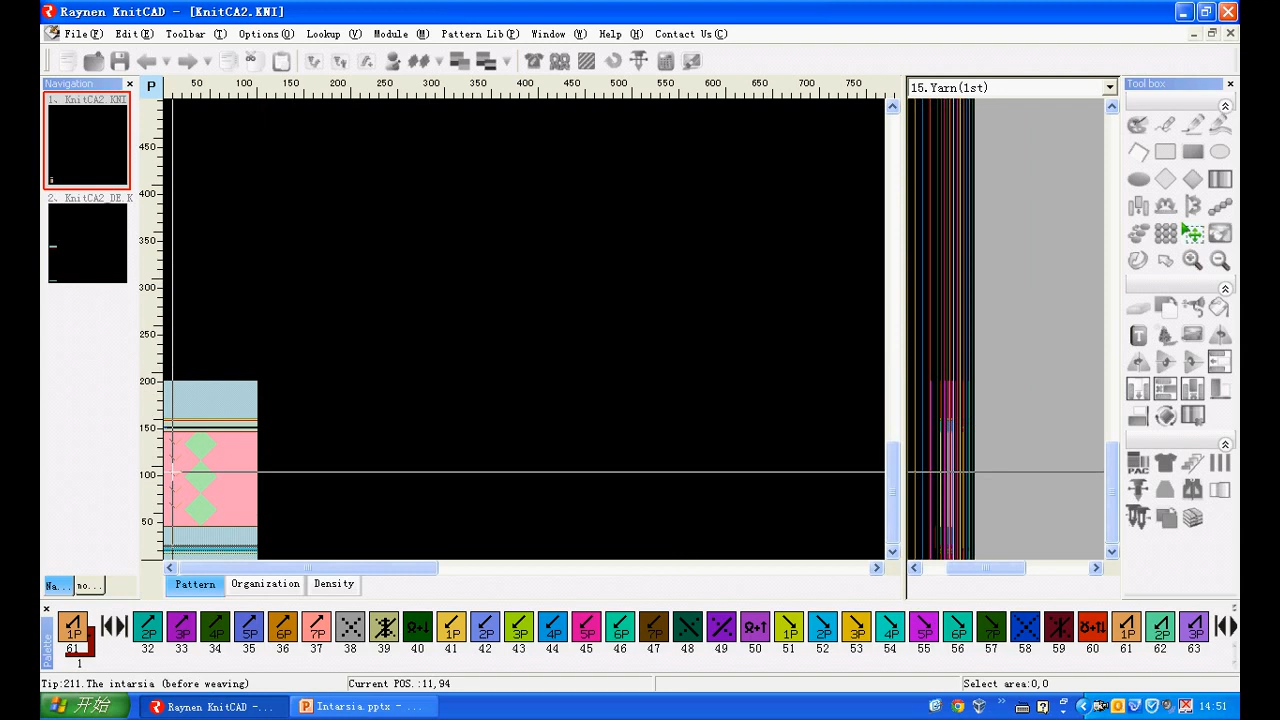 Raynen KnitCAD - [KnitCA2.KNI]
File(F) Edit(E) Toolbar (T) Options(O) Lookup (V) Module (M) Pattern Lib(P) Window (W) Help (H) Contact Us(C)
Navigation
1、KnitCA2.KNI
2、KnitCA2_DE.K
Na... mo...
P
50 100 150 200 250 300 350 400 450 500 550 600 650 700 750
450
400
350
300
250
200
150
100
50
15.Yarn(1st)
Tool box
T
PAC
Pattern Organization Density
Palette
1P 2P 3P 4P 5P 6P 7P 1P 2P 3P 4P 5P 6P 7P 1P 2P 3P 4P 5P 6P 7P 1P 2P 3P
61 32 33 34 35 36 37 38 39 40 41 42 43 44 45 46 47 48 49 50 51 52 53 54 55 56 57 58 59 60 61 62 63
1
Tip:211.The intarsia (before weaving) Current POS.:11,94 Select area:0,0
开始 Raynen KnitCAD -... Intarsia.pptx - ... 14:51